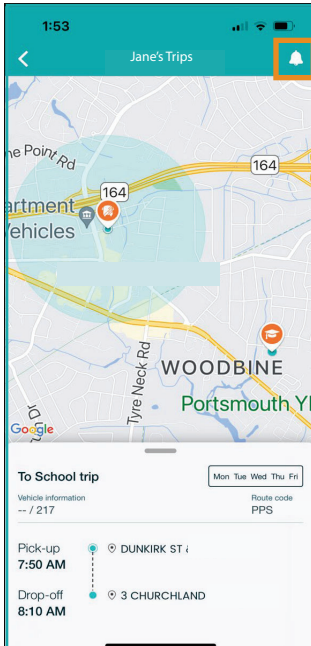 1:53
Jane's Trips
ne Point Rd
164
164
artment
Vehicles
Tyre Neck Rd
WOODBINE
Portsmouth Y
Dr
Google
To School trip
Mon Tue Wed Thu Fri
Vehicle information
Route code
-- / 217
PPS
Pick-up
DUNKIRK ST
7:50 AM
Drop-off
3 CHURCHLAND
8:10 AM